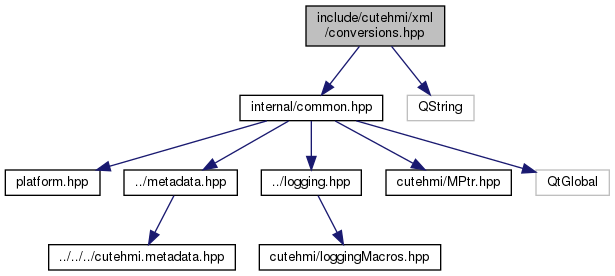 include/cutehmi/xml
/conversions.hpp
internal/common.hpp
QString
platform.hpp
../metadata.hpp
../logging.hpp
cutehmi/MPtr.hpp
QtGlobal
../../../cutehmi.metadata.hpp
cutehmi/loggingMacros.hpp